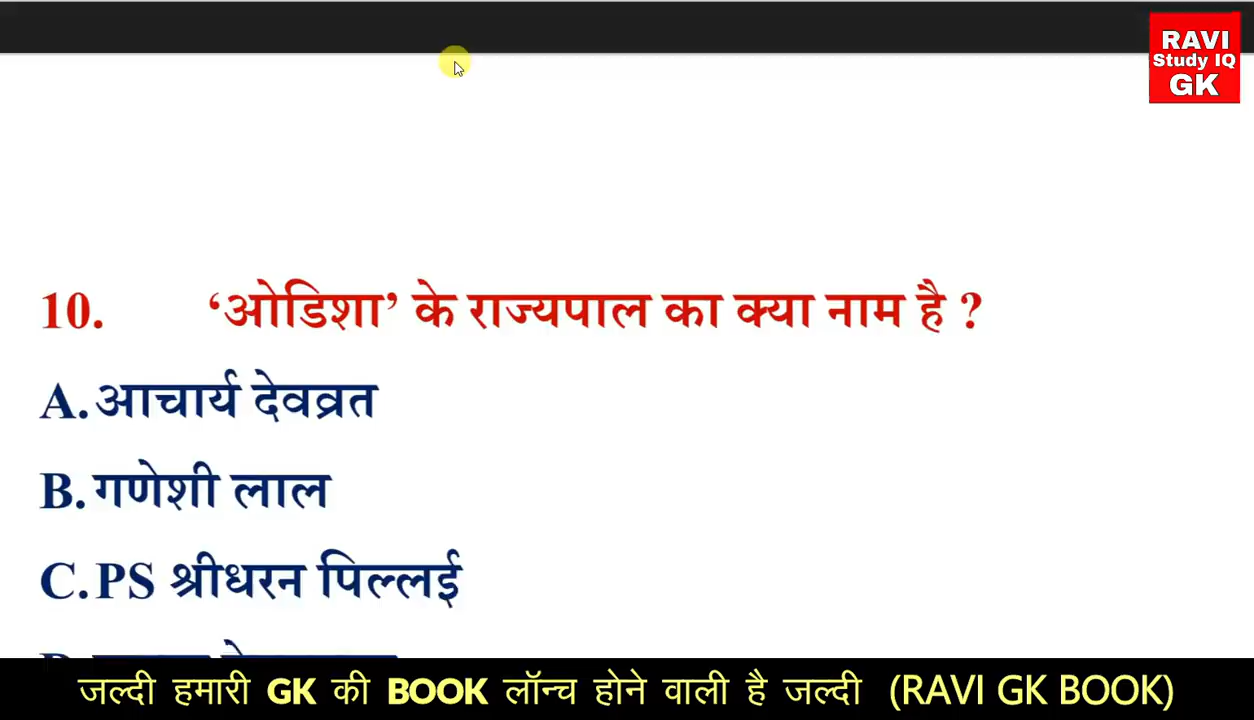 RAVI
Study IQ
GK
10. ‘ओडिशा’ के राज्यपाल का क्या नाम है ?
A. आचार्य देवव्रत
B. गणेशी लाल
C. PS श्रीधरन पिल्लई
जल्दी हमारी GK की BOOK लॉन्च होने वाली है जल्दी (RAVI GK BOOK)